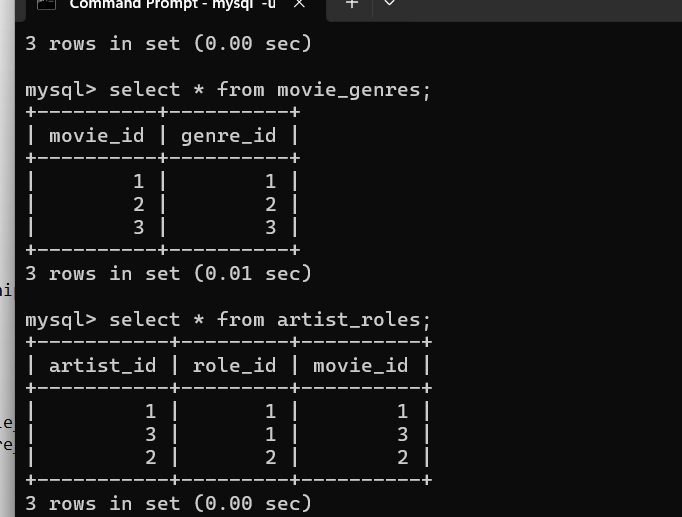 Command Prompt - mysql -u
3 rows in set (0.00 sec)
mysql> select * from movie_genres;
+----------+----------+
| movie_id | genre_id |
+----------+----------+
|        1 |        1 |
|        2 |        2 |
|        3 |        3 |
+----------+----------+
3 rows in set (0.01 sec)
mysql> select * from artist_roles;
+-----------+---------+----------+
| artist_id | role_id | movie_id |
+-----------+---------+----------+
|         1 |       1 |        1 |
|         3 |       1 |        3 |
|         2 |       2 |        2 |
+-----------+---------+----------+
3 rows in set (0.00 sec)